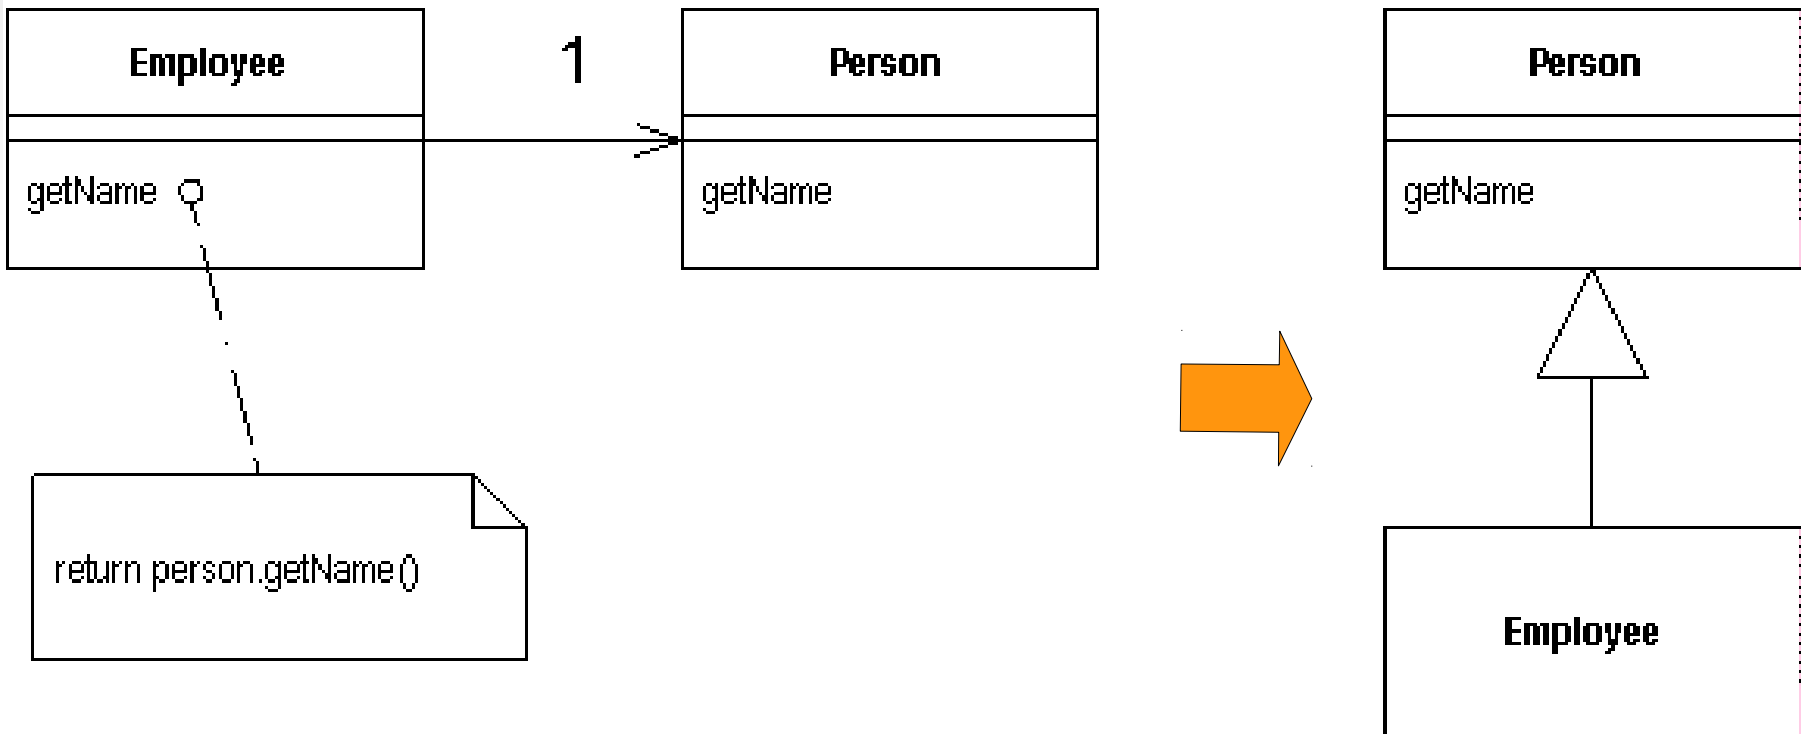 Employee
1
Person
Person
getName
getName
getName
return person.getName()
Employee